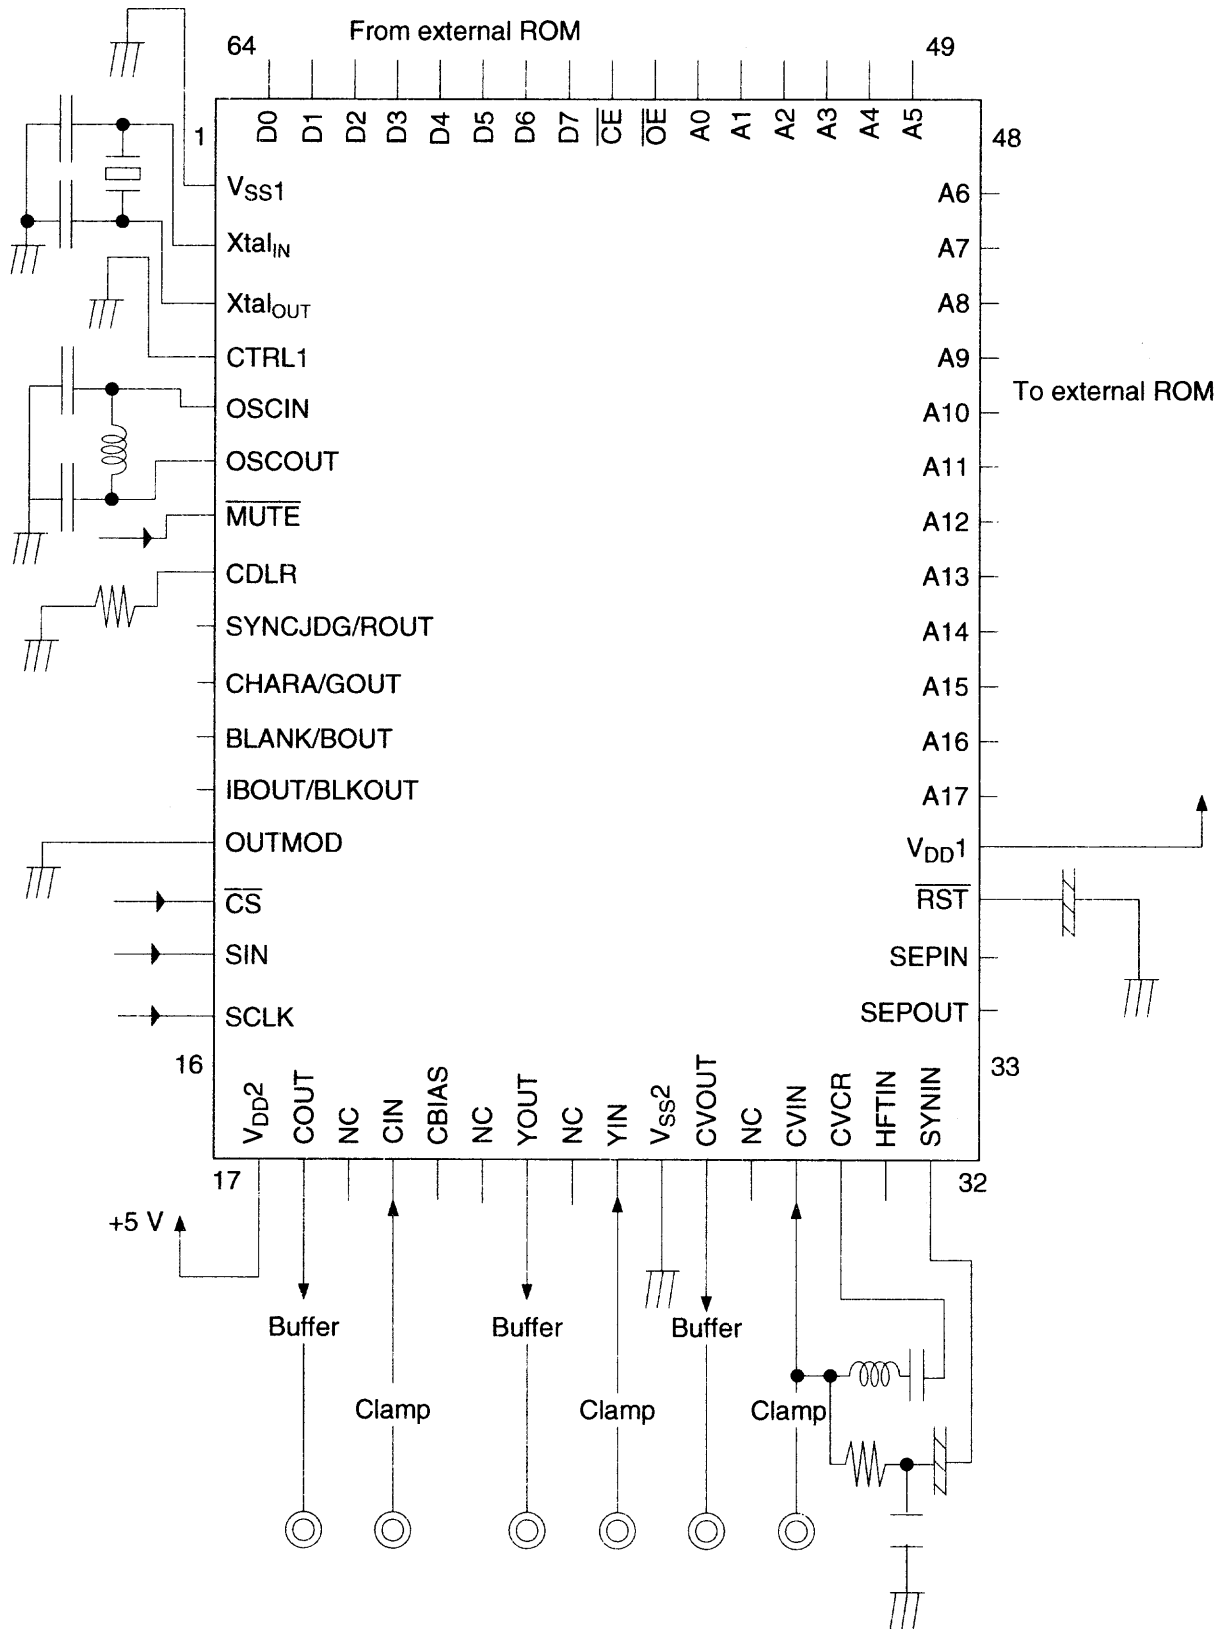 From external ROM
64
49
D0
D1
D2
D3
D4
D5
D6
D7
CE
OE
A0
A1
A2
A3
A4
A5
1
48
VSS1
XtalIN
XtalOUT
CTRL1
OSCIN
OSCOUT
MUTE
CDLR
SYNCJDG/ROUT
CHARA/GOUT
BLANK/BOUT
IBOUT/BLKOUT
OUTMOD
CS
SIN
SCLK
A6
A7
A8
A9
A10
A11
A12
A13
A14
A15
A16
A17
VDD1
RST
SEPIN
SEPOUT
To external ROM
16
33
VDD2
COUT
NC
CIN
CBIAS
NC
YOUT
NC
YIN
VSS2
CVOUT
NC
CVIN
CVCR
HFTIN
SYNIN
17
32
+5 V
Buffer
Buffer
Buffer
Clamp
Clamp
Clamp